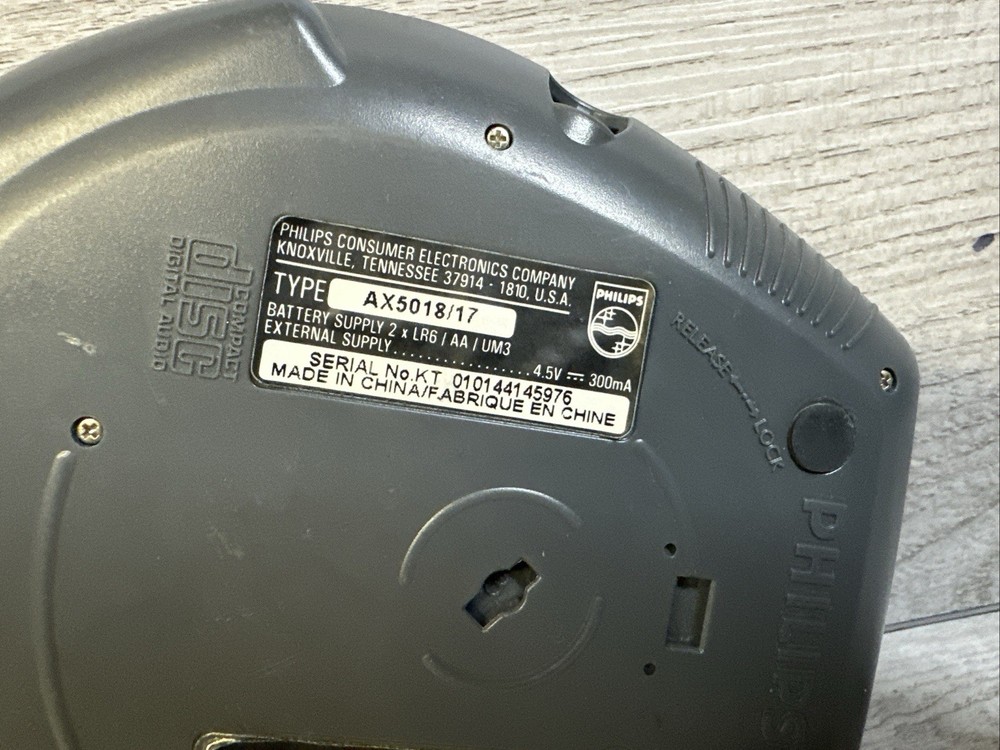 PHILIPS CONSUMER ELECTRONICS COMPANY
KNOXVILLE, TENNESSEE 37914 - 1810, U.S.A.
TYPE AX5018/17
PHILIPS
BATTERY SUPPLY 2 x LR6 / AA / UM3
EXTERNAL SUPPLY..................4.5V ⎓ 300mA
SERIAL No.KT 010144145976
MADE IN CHINA/FABRIQUE EN CHINE
COMPACT
disc
DIGITAL AUDIO
RELEASE LOCK
PHILIPS